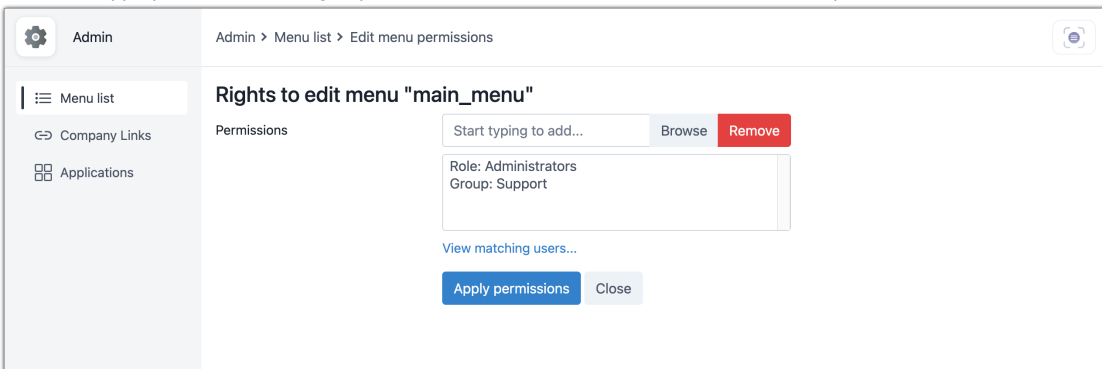 Admin
Admin > Menu list > Edit menu permissions
Menu list
Company Links
Applications
Rights to edit menu "main_menu"
Permissions
Start typing to add...
Browse
Remove
Role: Administrators
Group: Support
View matching users...
Apply permissions
Close